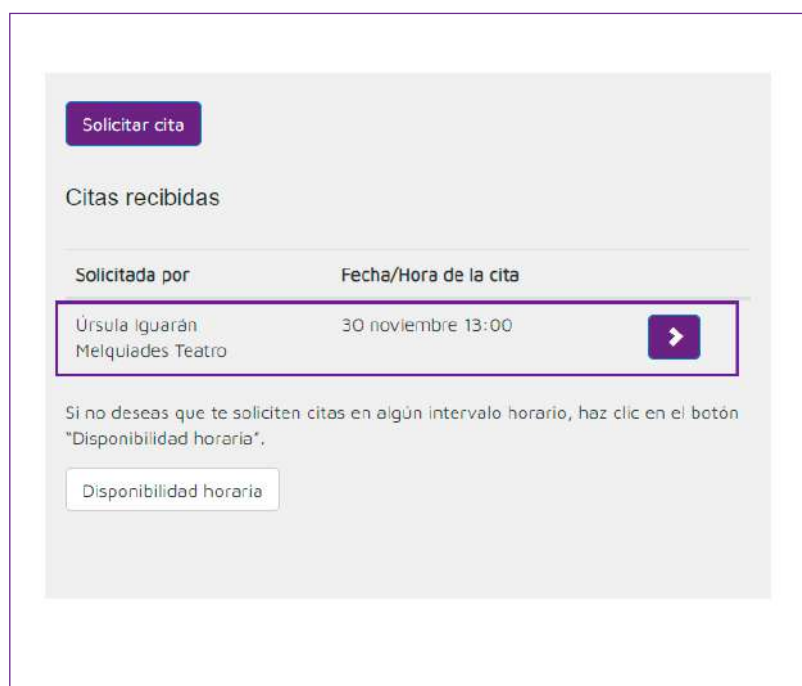 Solicitar cita
Citas recibidas
Solicitada por Fecha/Hora de la cita
Úrsula Iguarán 30 noviembre 13:00
Melquiades Teatro
Si no deseas que te soliciten citas en algún intervalo horario, haz clic en el botón
"Disponibilidad horaria".
Disponibilidad horaria